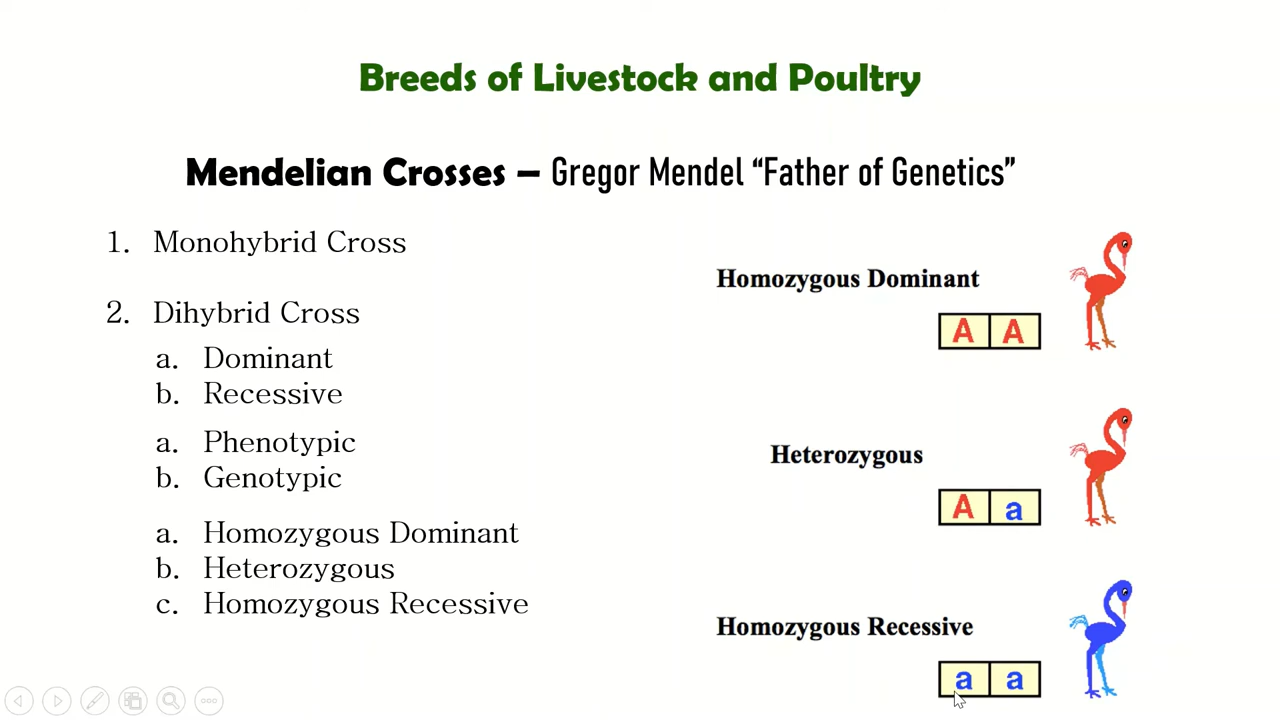 Breeds of Livestock and Poultry
Mendelian Crosses – Gregor Mendel “Father of Genetics”
1. Monohybrid Cross
2. Dihybrid Cross
a. Dominant
b. Recessive
a. Phenotypic
b. Genotypic
a. Homozygous Dominant
b. Heterozygous
c. Homozygous Recessive
Homozygous Dominant
A A
Heterozygous
A a
Homozygous Recessive
a a